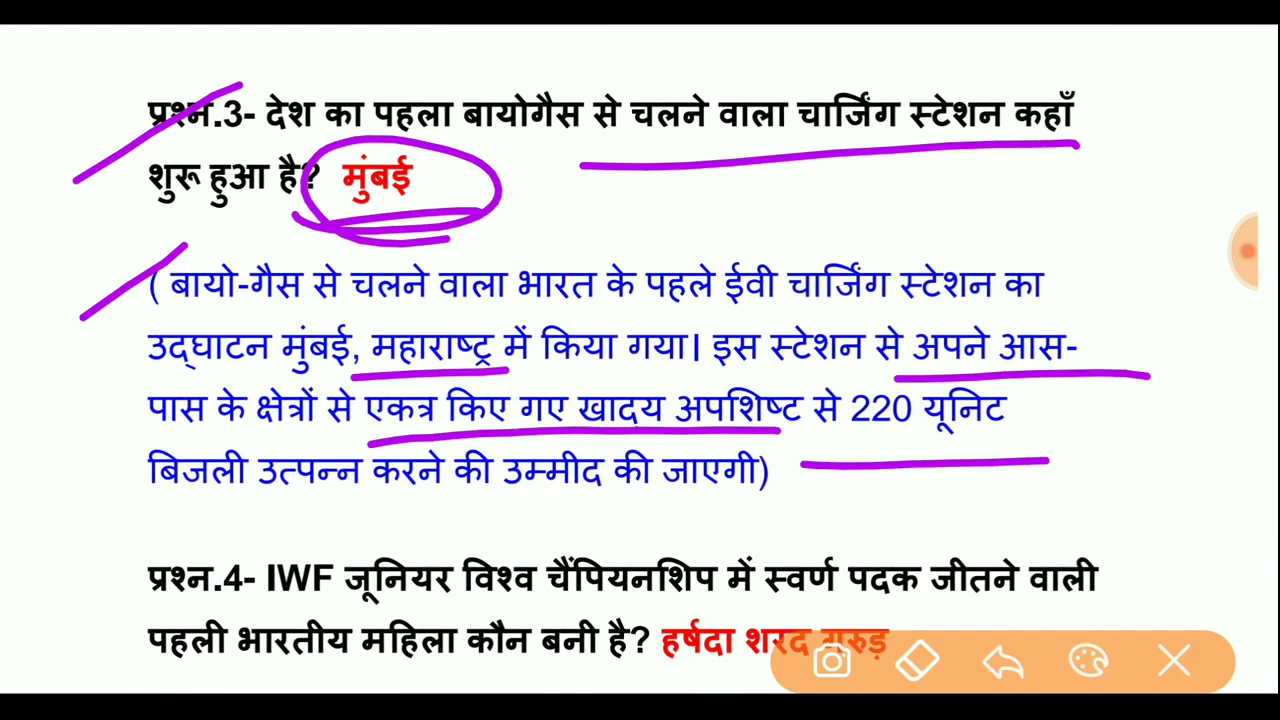 प्रश्न.3- देश का पहला बायोगैस से चलने वाला चार्जिंग स्टेशन कहाँ
शुरू हुआ है? मुंबई
( बायो-गैस से चलने वाला भारत के पहले ईवी चार्जिंग स्टेशन का
उद्घाटन मुंबई, महाराष्ट्र में किया गया। इस स्टेशन से अपने आस-
पास के क्षेत्रों से एकत्र किए गए खाद्य अपशिष्ट से 220 यूनिट
बिजली उत्पन्न करने की उम्मीद की जाएगी)
प्रश्न.4- IWF जूनियर विश्व चैंपियनशिप में स्वर्ण पदक जीतने वाली
पहली भारतीय महिला कौन बनी है? हर्षदा शरद गरुड़